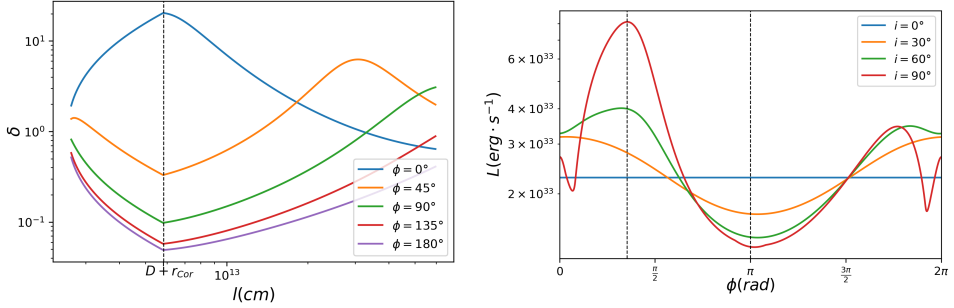 10¹
10⁰
10⁻¹
δ
ϕ = 0°
ϕ = 45°
ϕ = 90°
ϕ = 135°
ϕ = 180°
D + r_Cor
10¹³
l(cm)
6 × 10³³
4 × 10³³
3 × 10³³
2 × 10³³
L(erg · s⁻¹)
i = 0°
i = 30°
i = 60°
i = 90°
0
π/2
π
3π/2
2π
ϕ(rad)